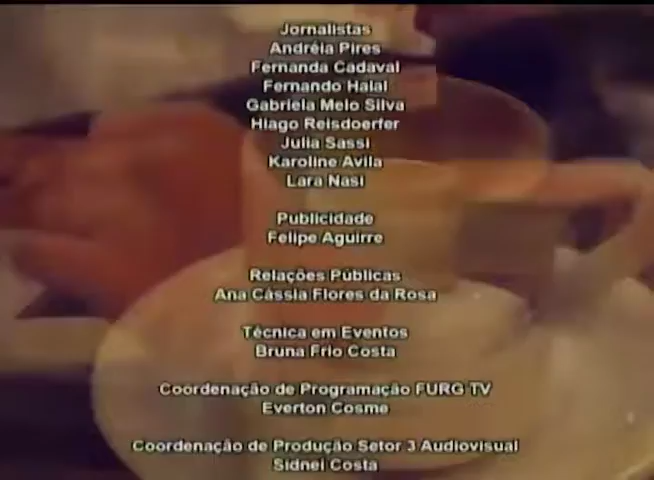 Jornalistas
Andréia Pires
Fernanda Cadaval
Fernando Halal
Gabriela Melo Silva
Hiago Reisdoerfer
Julia Sassi
Karoline Avila
Lara Nasi
Publicidade
Felipe Aguirre
Relações Públicas
Ana Cássia Flores da Rosa
Técnica em Eventos
Bruna Frio Costa
Coordenação de Programação FURG TV
Everton Cosme
Coordenação de Produção Setor 3 Audiovisual
Sidnei Costa